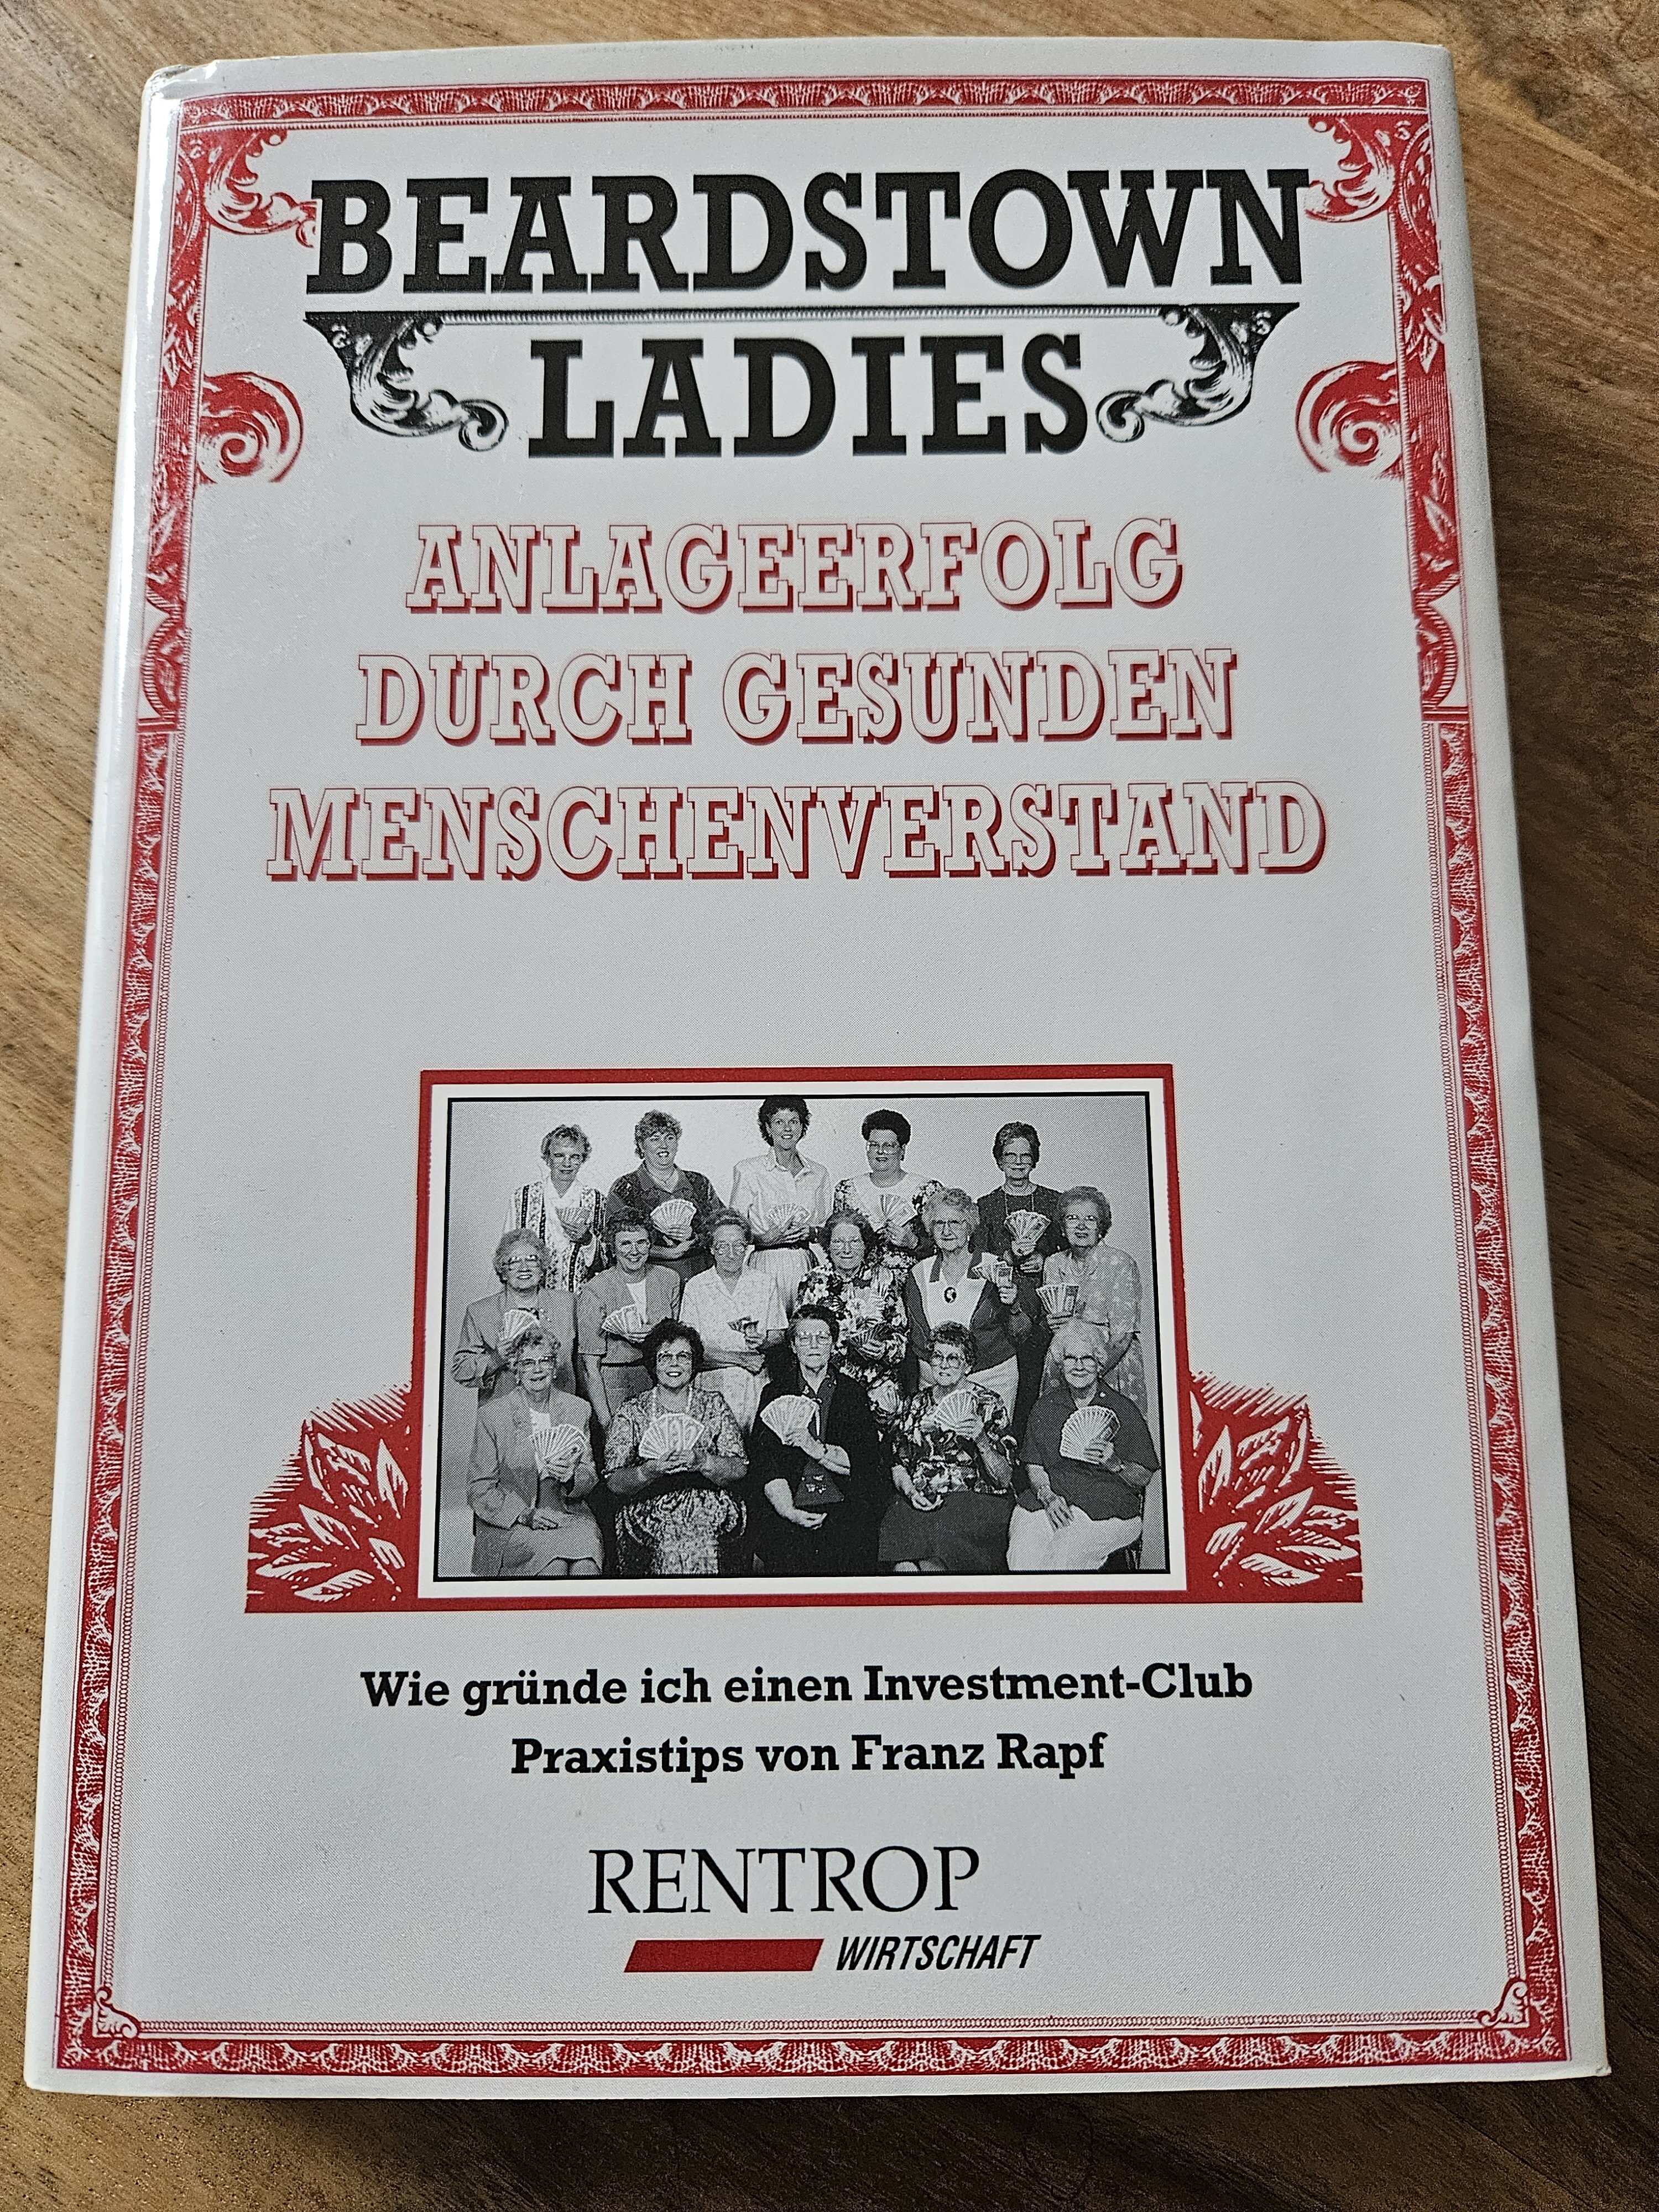 BEARDSTOWN
LADIES
ANLAGEERFOLG
DURCH GESUNDEN
MENSCHENVERSTAND
Wie gründe ich einen Investment-Club
Praxistips von Franz Rapf
RENTROP
WIRTSCHAFT